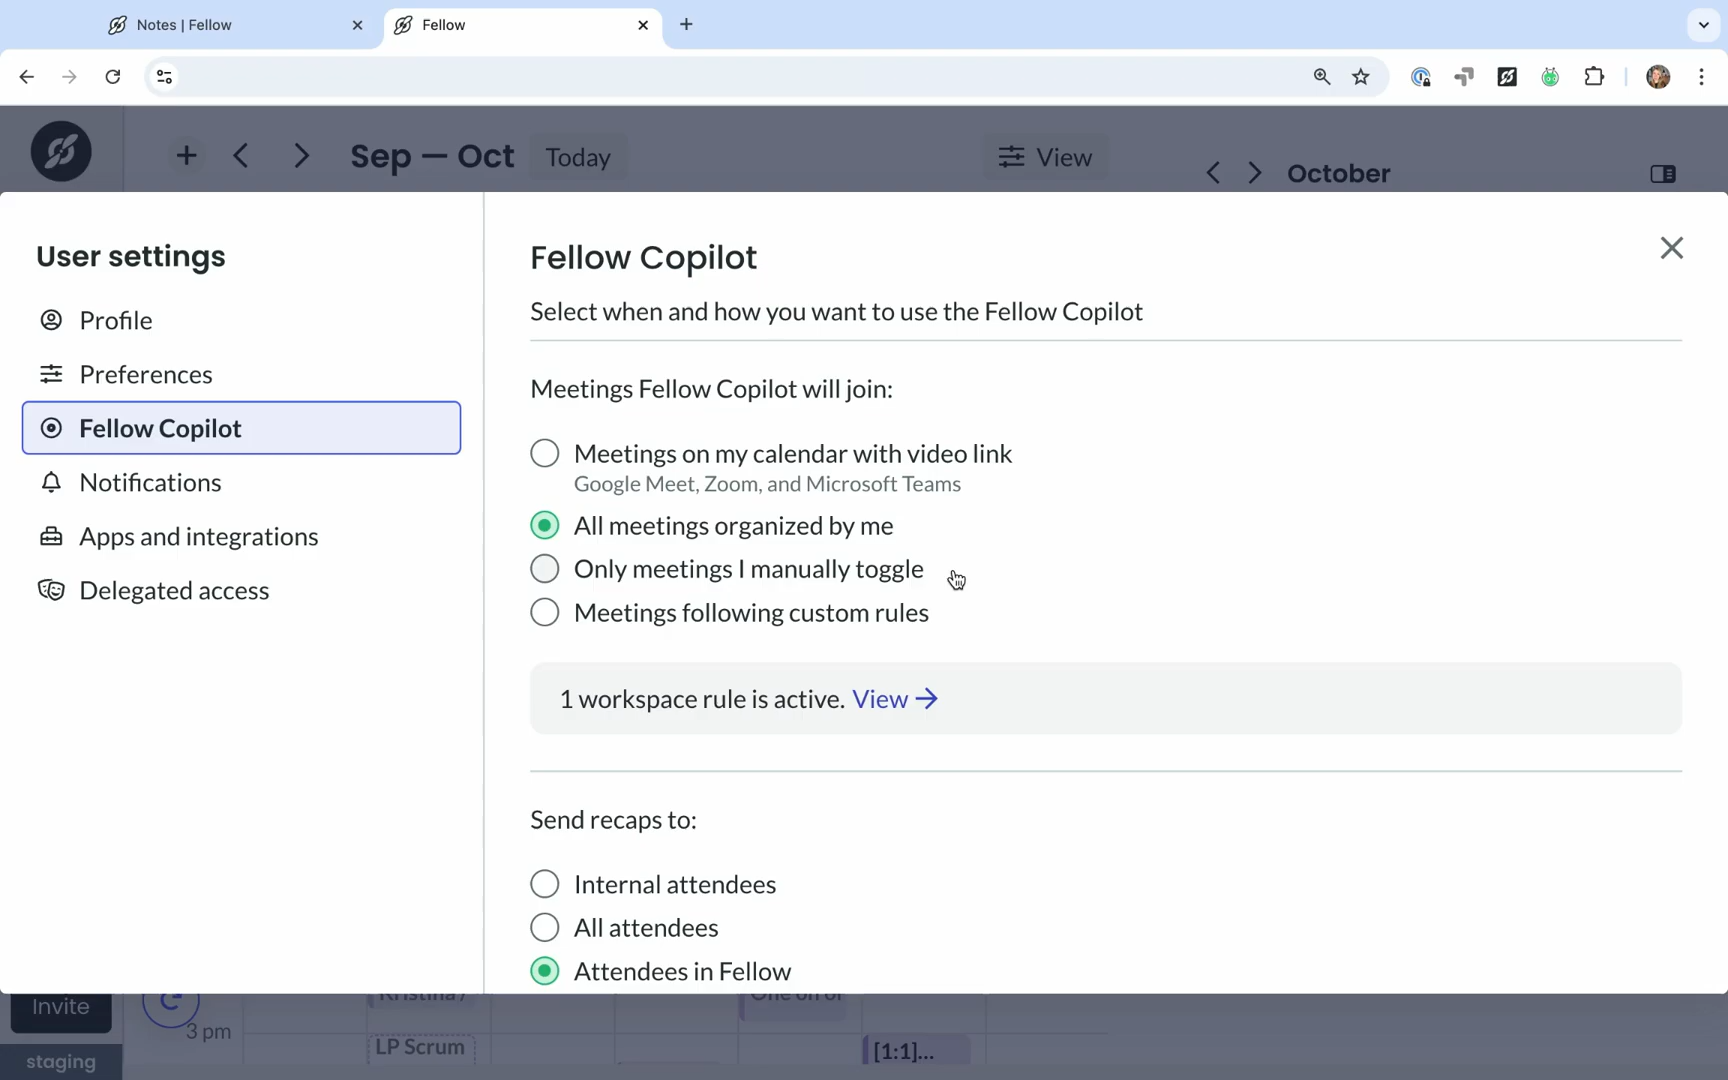 Notes | Fellow
Fellow
Sep — Oct
Today
View
October
User settings
Profile
Preferences
Fellow Copilot
Notifications
Apps and integrations
Delegated access
Fellow Copilot
Select when and how you want to use the Fellow Copilot
Meetings Fellow Copilot will join:
Meetings on my calendar with video link
Google Meet, Zoom, and Microsoft Teams
All meetings organized by me
Only meetings I manually toggle
Meetings following custom rules
1 workspace rule is active. View →
Send recaps to:
Internal attendees
All attendees
Attendees in Fellow
Invite
staging
3 pm
Kristina /
LP Scrum
One on
[1:1]...